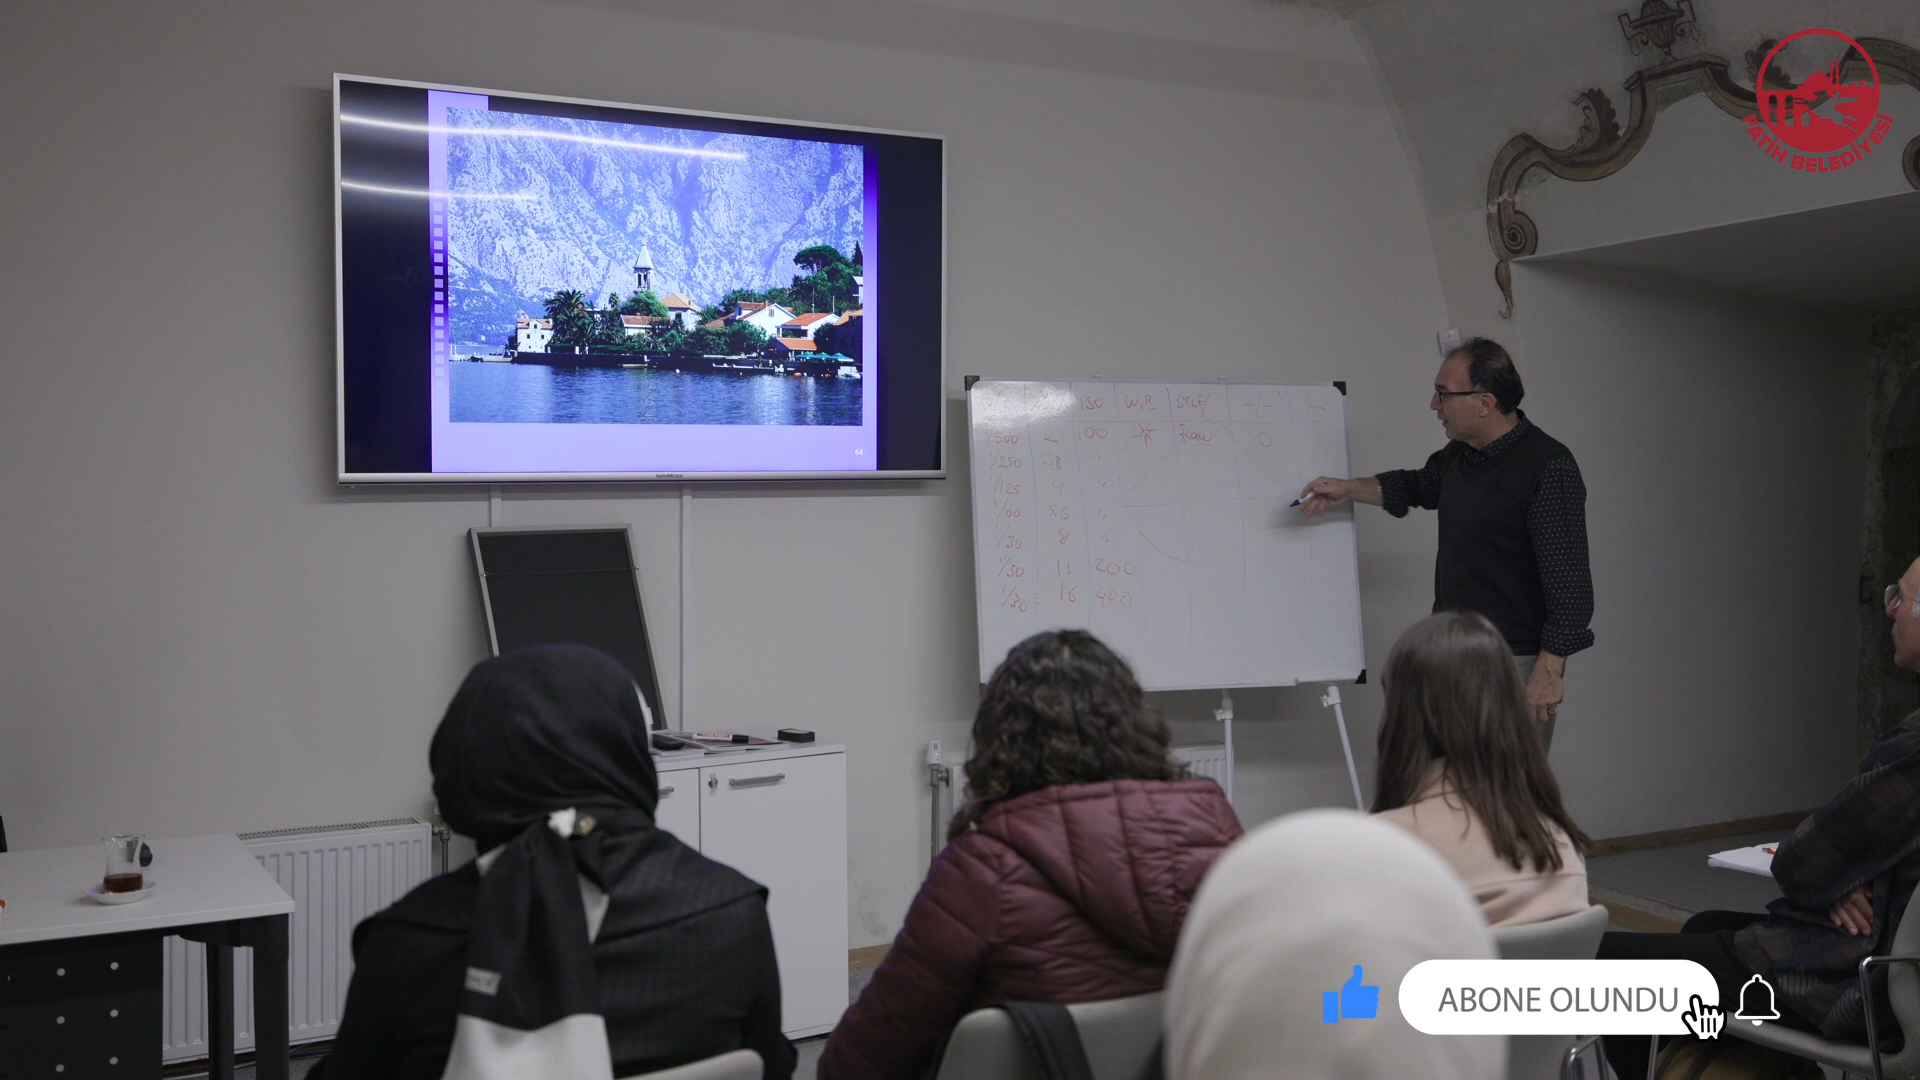 FATİH BELEDİYESİ
64
ISO W.B +/-
1/500 100 Raw 0
1/250 2,8 "
1/125 4 "
1/60 5,6 "
1/30 8 "
1/30 11 200
1/30 16 400
ABONE OLUNDU